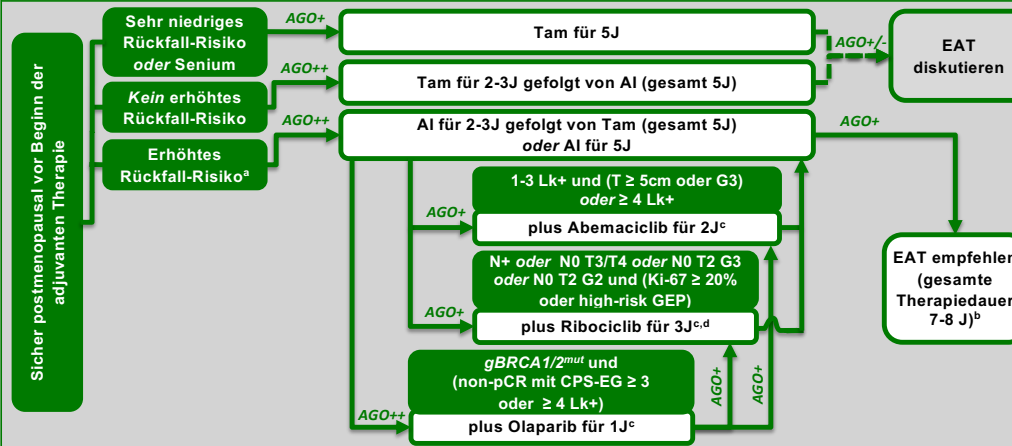 Sicher postmenopausal vor Beginn der
adjuvanten Therapie
Sehr niedriges
Rückfall-Risiko
oder Senium
AGO+
Tam für 5J
AGO+/-
EAT
diskutieren
Kein erhöhtes
Rückfall-Risiko
AGO++
Tam für 2-3J gefolgt von AI (gesamt 5J)
Erhöhtes
Rückfall-Risikoᵃ
AGO++
AI für 2-3J gefolgt von Tam (gesamt 5J)
oder AI für 5J
AGO+
1-3 Lk+ und (T ≥ 5cm oder G3)
oder ≥ 4 Lk+
AGO+
plus Abemaciclib für 2Jᶜ
N+ oder N0 T3/T4 oder N0 T2 G3
oder N0 T2 G2 und (Ki-67 ≥ 20%
oder high-risk GEP)
AGO+
plus Ribociclib für 3Jᶜ,ᵈ
EAT empfehlen
(gesamte
Therapiedauer
7-8 J)ᵇ
gBRCA1/2ᵐᵘᵗ und
(non-pCR mit CPS-EG ≥ 3
oder ≥ 4 Lk+)
AGO++
plus Olaparib für 1Jᶜ
AGO+
AGO+